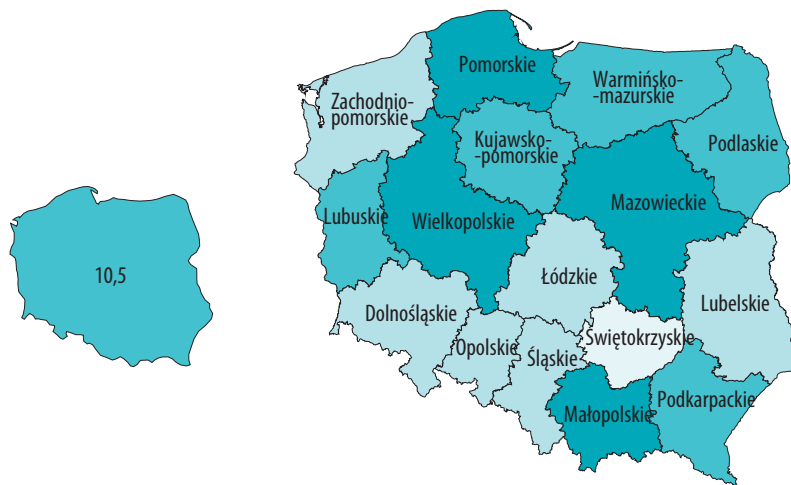 Pomorskie
Warmińsko-
-mazurskie
Zachodnio-
pomorskie
Kujawsko-
-pomorskie
Podlaskie
Lubuskie
Wielkopolskie
Mazowieckie
10,5
Łódzkie
Dolnośląskie
Lubelskie
Opolskie
Śląskie
Świętokrzyskie
Małopolskie
Podkarpackie